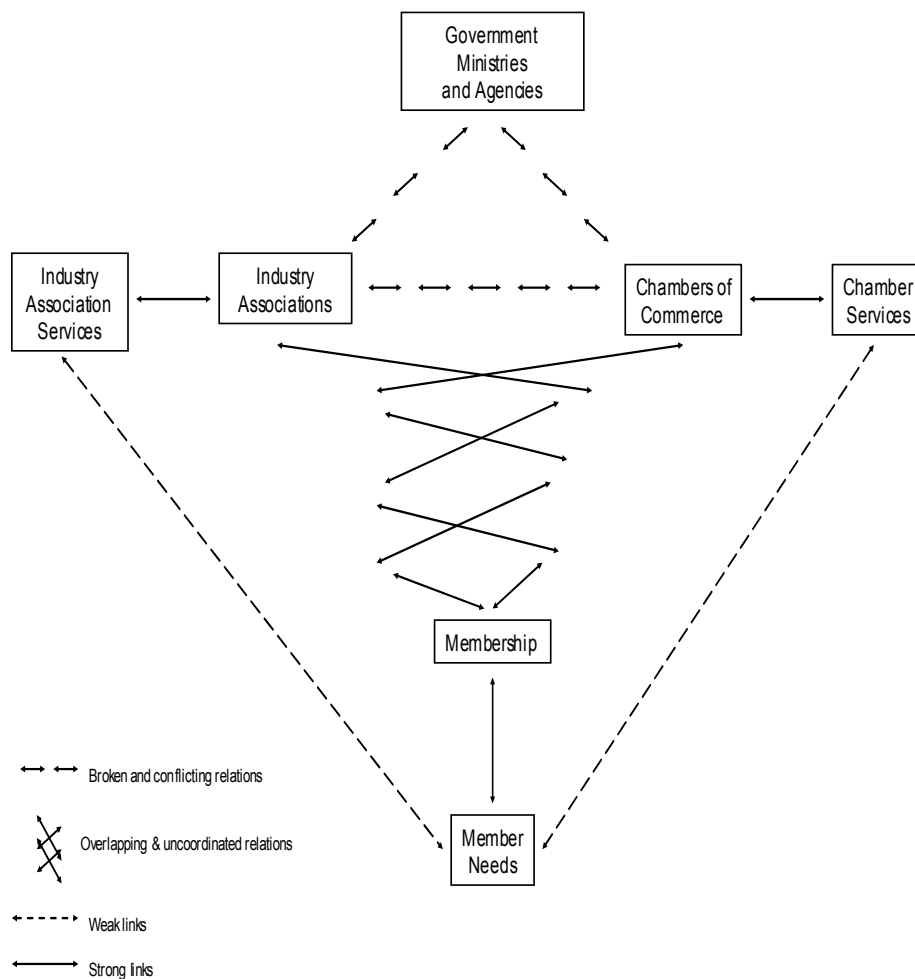 Government
Ministries
and Agencies
Industry
Association
Services
Industry
Associations
Chambers of
Commerce
Chamber
Services
Membership
Member
Needs
Broken and conflicting relations
Overlapping & uncoordinated relations
Weak links
Strong links